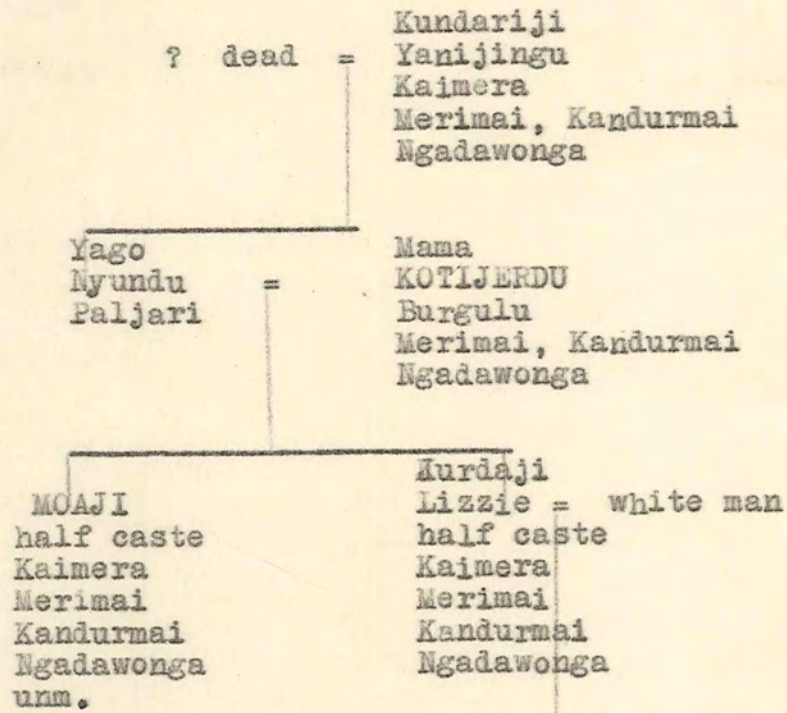 Kundariji
? dead = Yanijingu
Kaimera
Merimai, Kandurmai
Ngadawonga
Yago
Nyundu =
Paljari
Mama
KOTIJERDU
Burgulu
Merimai, Kandurmai
Ngadawonga
MOAJI
half caste
Kaimera
Merimai
Kandurmai
Ngadawonga
unm.
Lizzie = white man
half caste
Kaimera
Merimai
Kandurmai
Ngadawonga